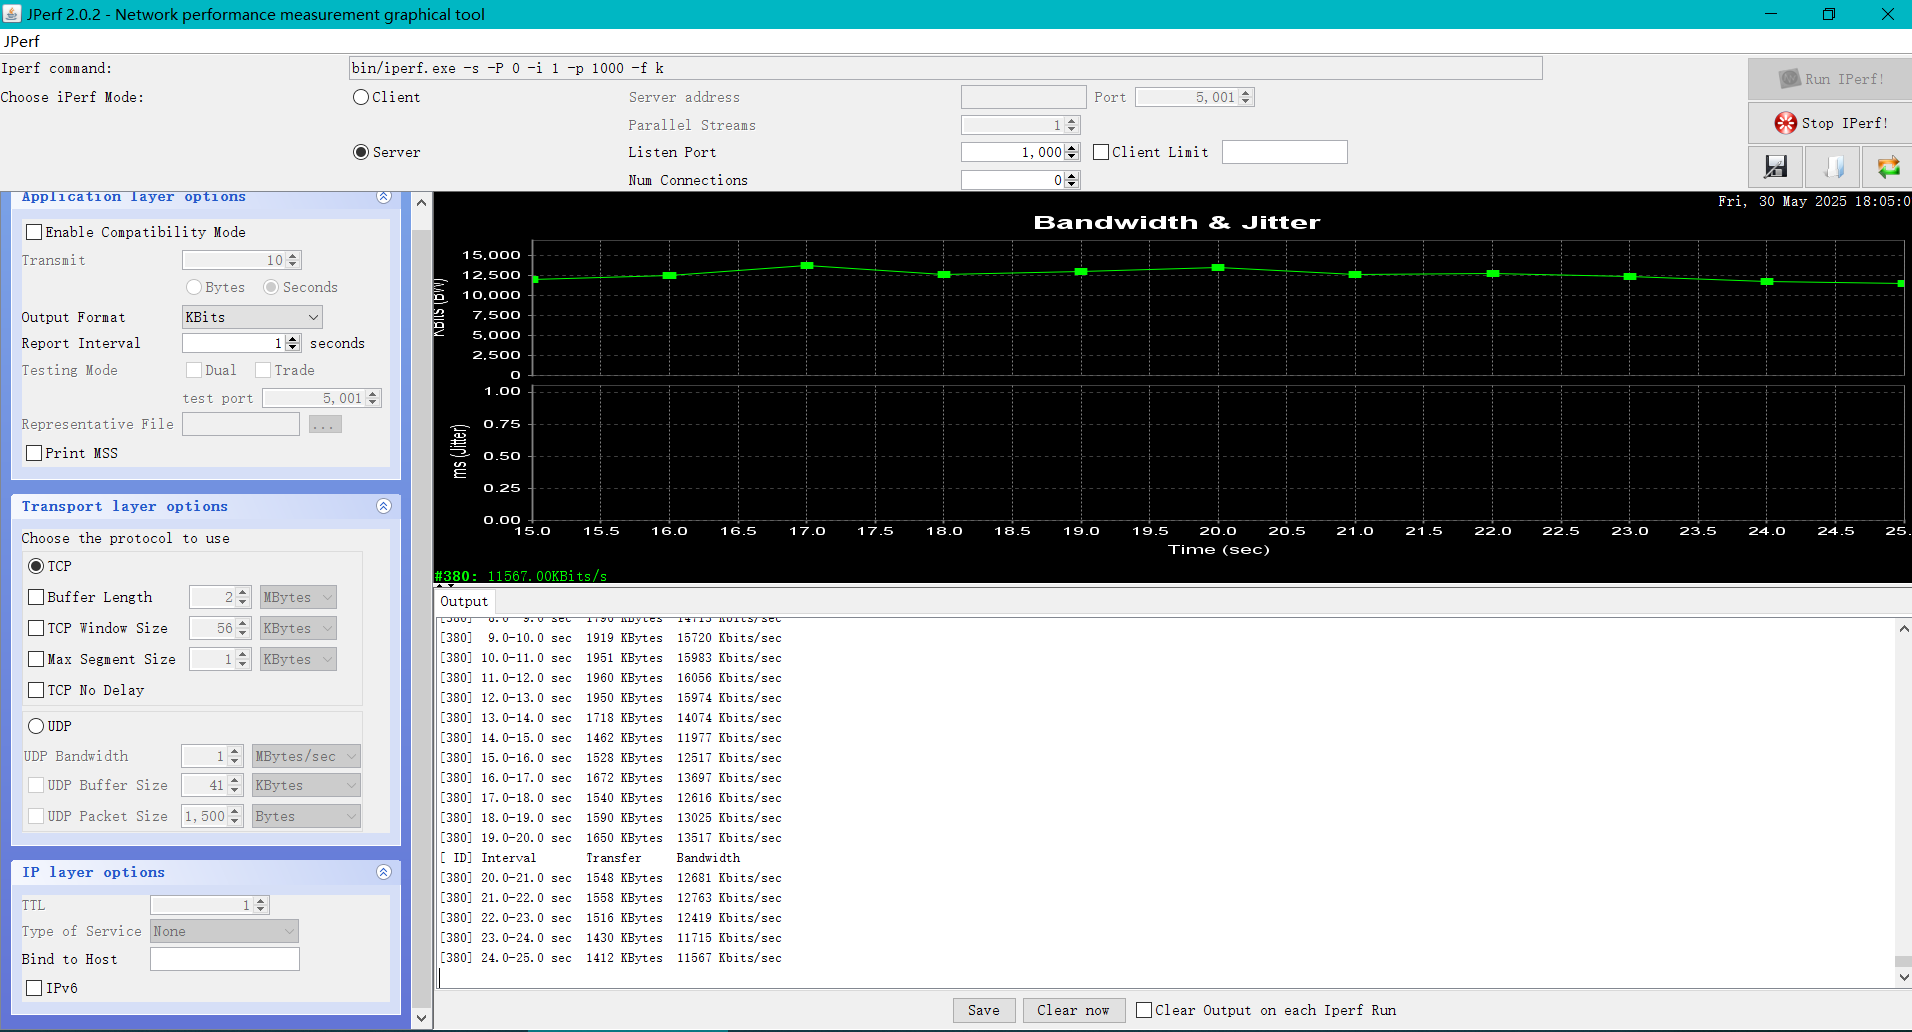 JPerf 2.0.2 - Network performance measurement graphical tool
JPerf
Iperf command: bin/iperf.exe -s -P 0 -i 1 -p 1000 -f k
Run IPerf!
Choose iPerf Mode: Client Server address Port 5,001
Parallel Streams 1
Stop IPerf!
Server Listen Port 1,000 Client Limit
Num Connections 0
Application layer options
Enable Compatibility Mode
Transmit 10
Bytes Seconds
Output Format KBits
Report Interval 1 seconds
Testing Mode Dual Trade
test port 5,001
Representative File ...
Print MSS
Transport layer options
Choose the protocol to use
TCP
Buffer Length 2 MBytes
TCP Window Size 56 KBytes
Max Segment Size 1 KBytes
TCP No Delay
UDP
UDP Bandwidth 1 MBytes/sec
UDP Buffer Size 41 KBytes
UDP Packet Size 1,500 Bytes
IP layer options
TTL 1
Type of Service None
Bind to Host
IPv6
Fri, 30 May 2025 18:05:0
Bandwidth & Jitter
KBits (BW)
15,000
12,500
10,000
7,500
5,000
2,500
0
ms (Jitter)
1.00
0.75
0.50
0.25
0.00
15.0 15.5 16.0 16.5 17.0 17.5 18.0 18.5 19.0 19.5 20.0 20.5 21.0 21.5 22.0 22.5 23.0 23.5 24.0 24.5 25.
Time (sec)
#380: 11567.00KBits/s
Output
[380] 8.0- 9.0 sec 1796 KBytes 14713 Kbits/sec
[380] 9.0-10.0 sec 1919 KBytes 15720 Kbits/sec
[380] 10.0-11.0 sec 1951 KBytes 15983 Kbits/sec
[380] 11.0-12.0 sec 1960 KBytes 16056 Kbits/sec
[380] 12.0-13.0 sec 1950 KBytes 15974 Kbits/sec
[380] 13.0-14.0 sec 1718 KBytes 14074 Kbits/sec
[380] 14.0-15.0 sec 1462 KBytes 11977 Kbits/sec
[380] 15.0-16.0 sec 1528 KBytes 12517 Kbits/sec
[380] 16.0-17.0 sec 1672 KBytes 13697 Kbits/sec
[380] 17.0-18.0 sec 1540 KBytes 12616 Kbits/sec
[380] 18.0-19.0 sec 1590 KBytes 13025 Kbits/sec
[380] 19.0-20.0 sec 1650 KBytes 13517 Kbits/sec
[ ID] Interval Transfer Bandwidth
[380] 20.0-21.0 sec 1548 KBytes 12681 Kbits/sec
[380] 21.0-22.0 sec 1558 KBytes 12763 Kbits/sec
[380] 22.0-23.0 sec 1516 KBytes 12419 Kbits/sec
[380] 23.0-24.0 sec 1430 KBytes 11715 Kbits/sec
[380] 24.0-25.0 sec 1412 KBytes 11567 Kbits/sec
Save Clear now Clear Output on each Iperf Run